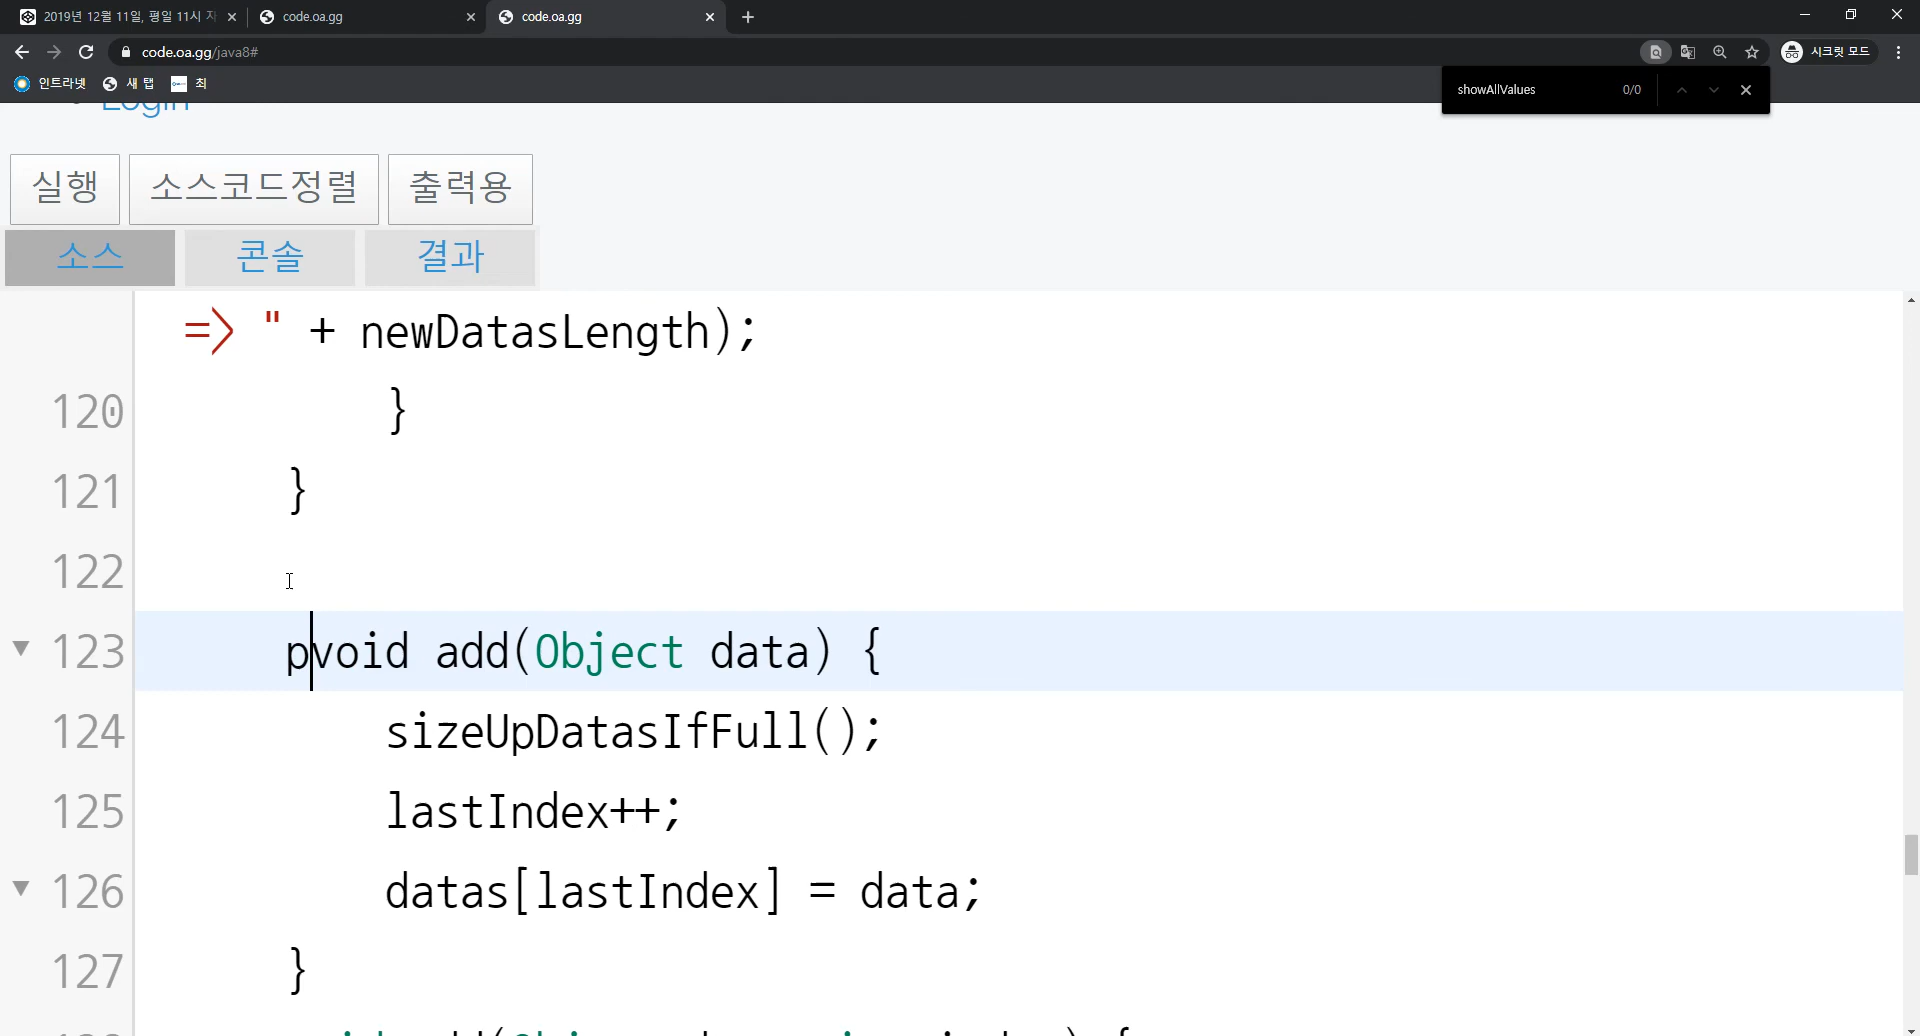 2019년 12월 11일, 평일 11시 자
code.oa.gg
code.oa.gg
code.oa.gg/java8#
시크릿 모드
인트라넷
새 탭
최
showAllValues
0/0
Login
실행
소스코드정렬
출력용
소스
콘솔
결과
=> " + newDatasLength);
120 }
121 }
122
123 pvoid add(Object data) {
124 sizeUpDatasIfFull();
125 lastIndex++;
126 datas[lastIndex] = data;
127 }